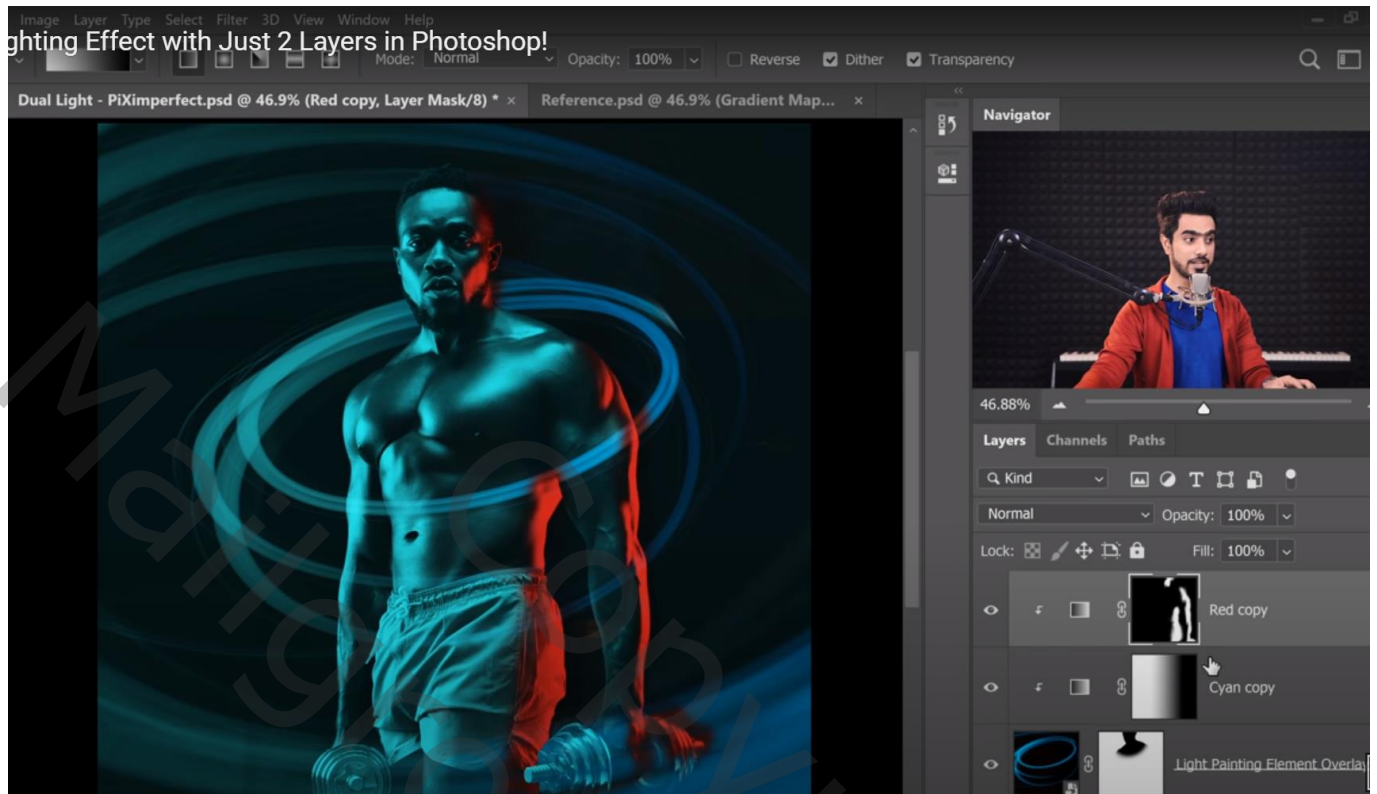 Image Layer Type Select Filter 3D View Window Help
ghting Effect with Just 2 Layers in Photoshop!
Mode: Normal Opacity: 100% Reverse Dither Transparency
Dual Light - PiXimperfect.psd @ 46.9% (Red copy, Layer Mask/8) * × Reference.psd @ 46.9% (Gradient Map... ×
Navigator
46.88%
Layers Channels Paths
Kind
Normal Opacity: 100%
Lock: Fill: 100%
Red copy
Cyan copy
Light Painting Element Overlay